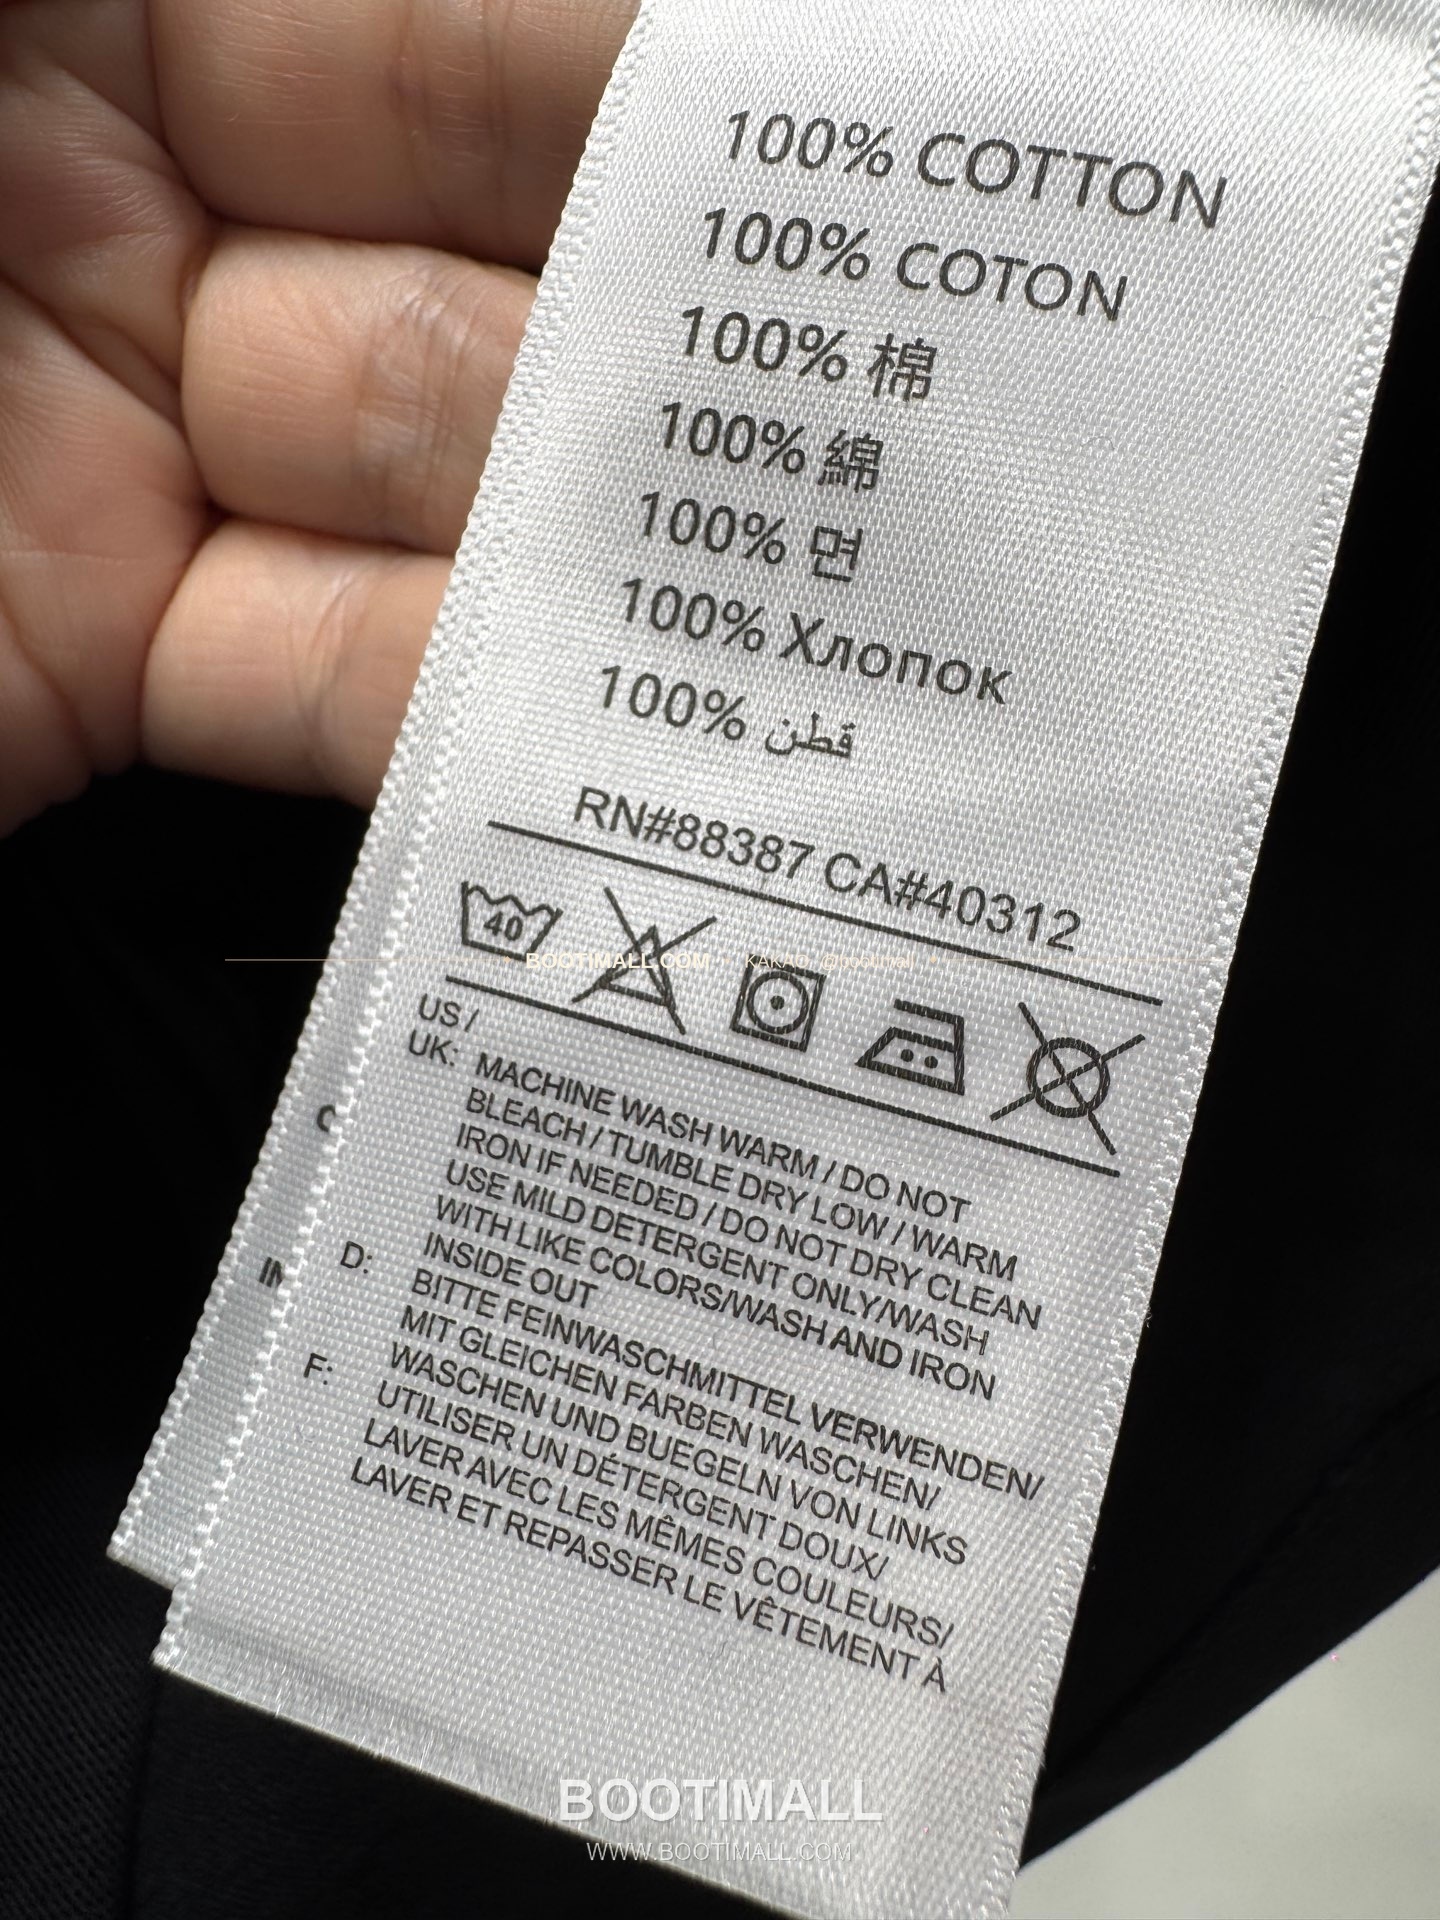 100% COTTON
100% COTON
100% 棉
100% 綿
100% 면
100% Хлопок
100% قطن
RN#88387 CA#40312
40
BOOTIMALL.COM KAKAO: @bootimall
US /
UK: MACHINE WASH WARM / DO NOT
BLEACH / TUMBLE DRY LOW / WARM
IRON IF NEEDED / DO NOT DRY CLEAN
USE MILD DETERGENT ONLY/WASH
WITH LIKE COLORS/WASH AND IRON
INSIDE OUT
D: BITTE FEINWASCHMITTEL VERWENDEN/
MIT GLEICHEN FARBEN WASCHEN/
WASCHEN UND BUEGELN VON LINKS
F: UTILISER UN DÉTERGENT DOUX/
LAVER AVEC LES MÊMES COULEURS/
LAVER ET REPASSER LE VÊTEMENT À
BOOTIMALL
WWW.BOOTIMALL.COM